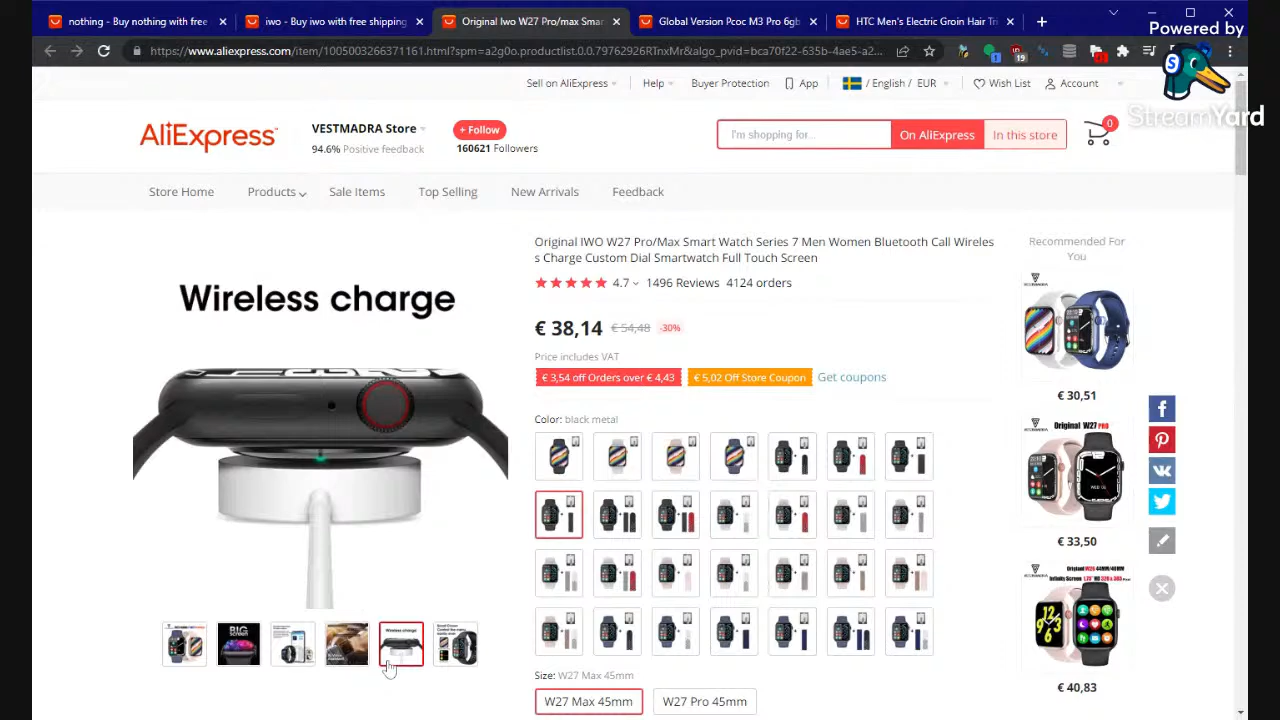 nothing - Buy nothing with free
iwo - Buy iwo with free shipping
Original Iwo W27 Pro/max Smar
Global Version Pcoc M3 Pro 6gb
HTC Men's Electric Groin Hair Tri
Powered by
https://www.aliexpress.com/item/1005003266371161.html?spm=a2g0o.productlist.0.0.79762926RTnxMr&algo_pvid=bca70f22-635b-4ae5-a2...
1
19
StreamYard
Sell on AliExpress
Help
Buyer Protection
App
/ English / EUR
Wish List
Account
AliExpress
VESTMADRA Store
94.6% Positive feedback
+ Follow
160621 Followers
I'm shopping for...
On AliExpress
In this store
0
Store Home
Products
Sale Items
Top Selling
New Arrivals
Feedback
Wireless charge
Original IWO W27 Pro/Max Smart Watch Series 7 Men Women Bluetooth Call Wireles
s Charge Custom Dial Smartwatch Full Touch Screen
4.7
1496 Reviews
4124 orders
€ 38,14
€ 54,48
-30%
Price includes VAT
€ 3,54 off Orders over € 4,43
€ 5,02 Off Store Coupon
Get coupons
Color: black metal
Size: W27 Max 45mm
W27 Max 45mm
W27 Pro 45mm
BIG
SCREEN
Wireless charge
Recommended For
You
€ 30,51
Original W27 PRO
€ 33,50
€ 40,83